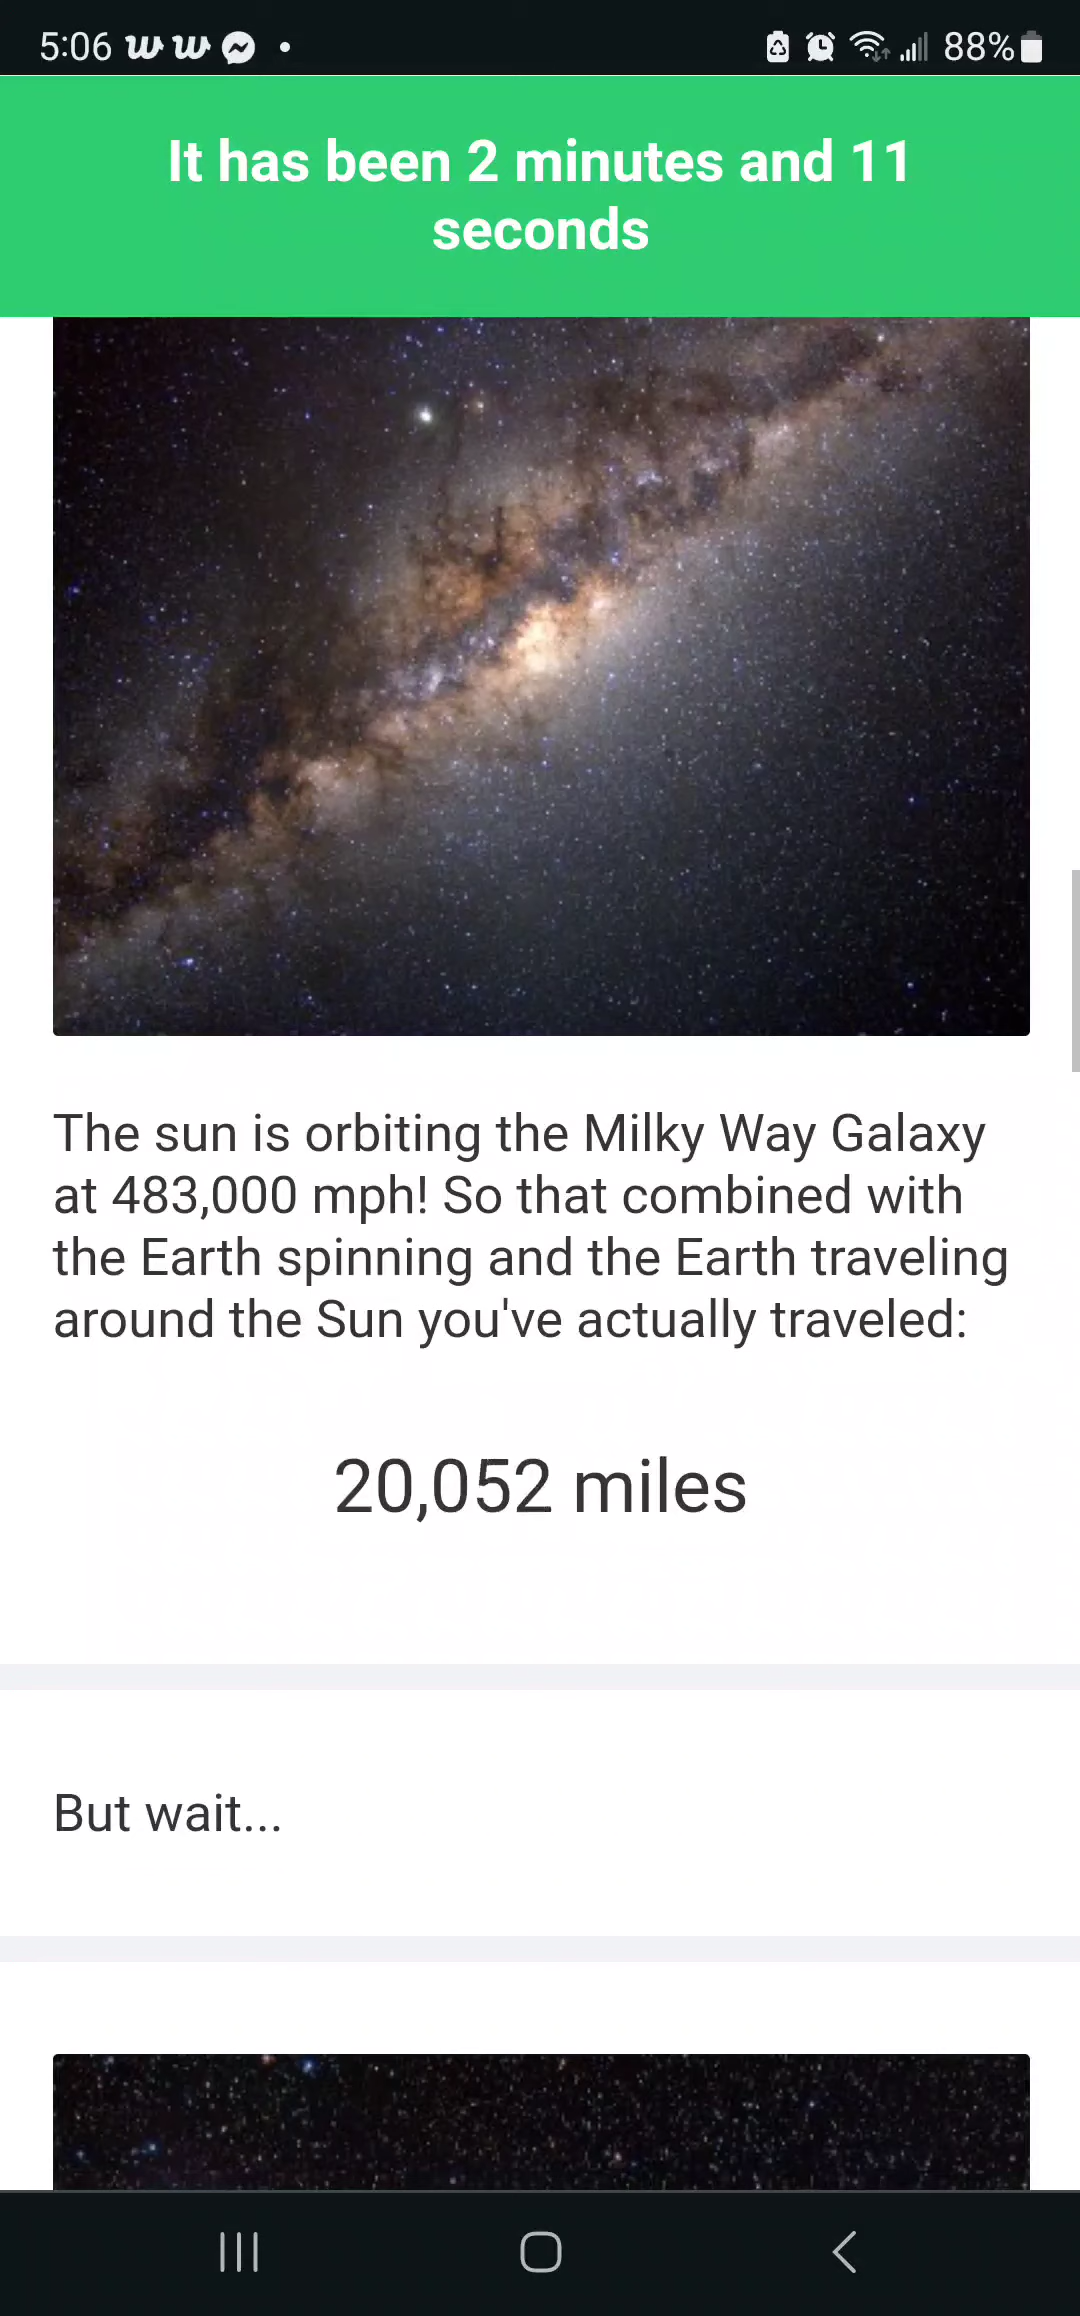 5:06
88%
It has been 2 minutes and 11
seconds
The sun is orbiting the Milky Way Galaxy
at 483,000 mph! So that combined with
the Earth spinning and the Earth traveling
around the Sun you've actually traveled:
20,052 miles
But wait...